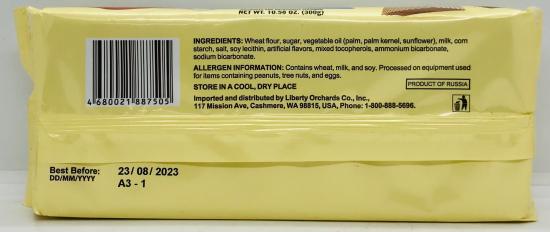 NET WT. 10.56 OZ. (300g)
INGREDIENTS: Wheat flour, sugar, vegetable oil (palm, palm kernel, sunflower), milk, corn
starch, salt, soy lecithin, artificial flavors, mixed tocopherols, ammonium bicarbonate,
sodium bicarbonate.
ALLERGEN INFORMATION: Contains wheat, milk, and soy. Processed on equipment used
for items containing peanuts, tree nuts, and eggs.
STORE IN A COOL, DRY PLACE
PRODUCT OF RUSSIA
Imported and distributed by Liberty Orchards Co., Inc.,
117 Mission Ave, Cashmere, WA 98815, USA, Phone: 1-800-888-5696.
4 680021 887505
Best Before: 23/ 08/ 2023
DD/MM/YYYY
A3 - 1